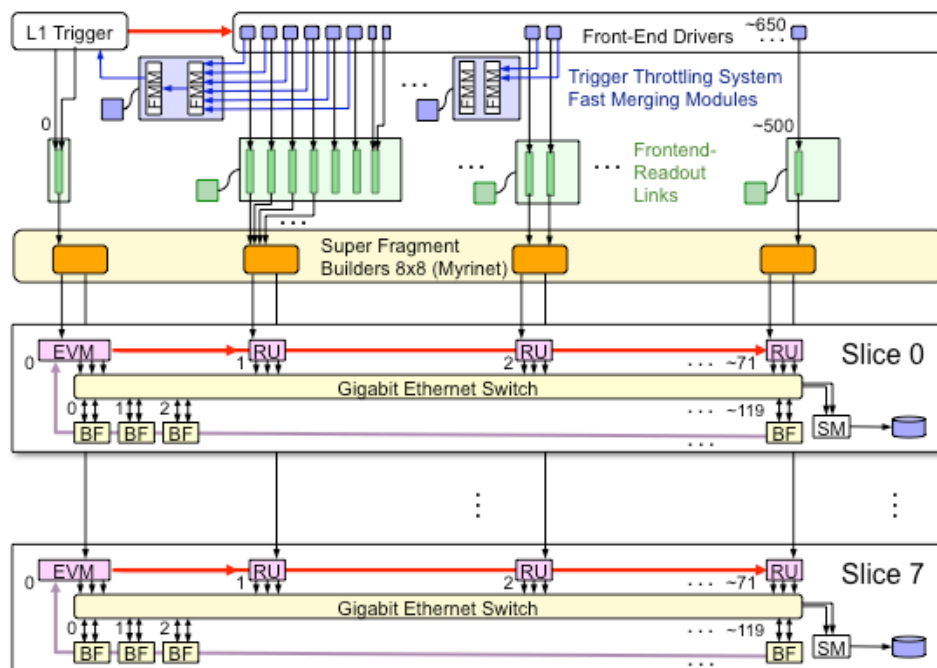 L1 Trigger
Front-End Drivers
~650
...
Trigger Throttling System
Fast Merging Modules
FMM
FMM
...
FMM
FMM
0
~500
Frontend-
Readout
Links
...
...
...
Super Fragment
Builders 8x8 (Myrinet)
0
EVM
1
RU
2
RU
... ~71
RU
Slice 0
Gigabit Ethernet Switch
0
1
2
... ~119
BF
BF
BF
...
BF
SM
0
EVM
1
RU
2
RU
... ~71
RU
Slice 7
Gigabit Ethernet Switch
0
1
2
... ~119
BF
BF
BF
...
BF
SM